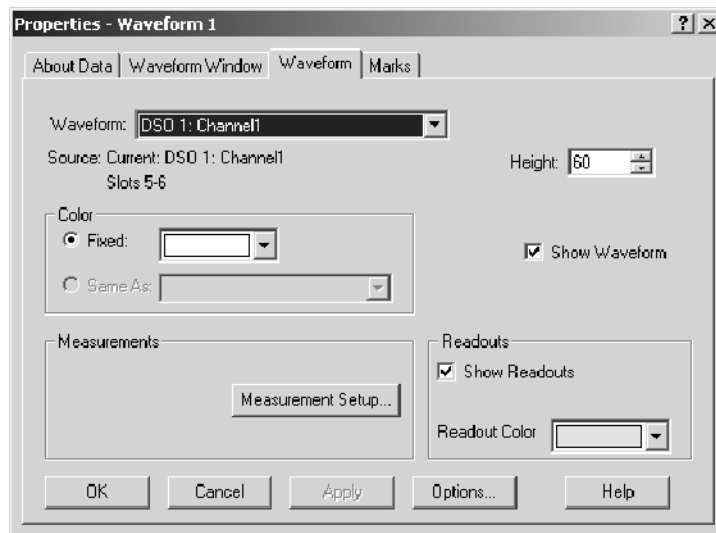 Properties - Waveform 1
About Data Waveform Window Waveform Marks
Waveform: DSO 1: Channel1
Source: Current: DSO 1: Channel1
Slots 5-6
Height: 60
Color
Fixed:
Show Waveform
Same As:
Measurements
Readouts
Show Readouts
Measurement Setup...
Readout Color
OK Cancel Apply Options... Help